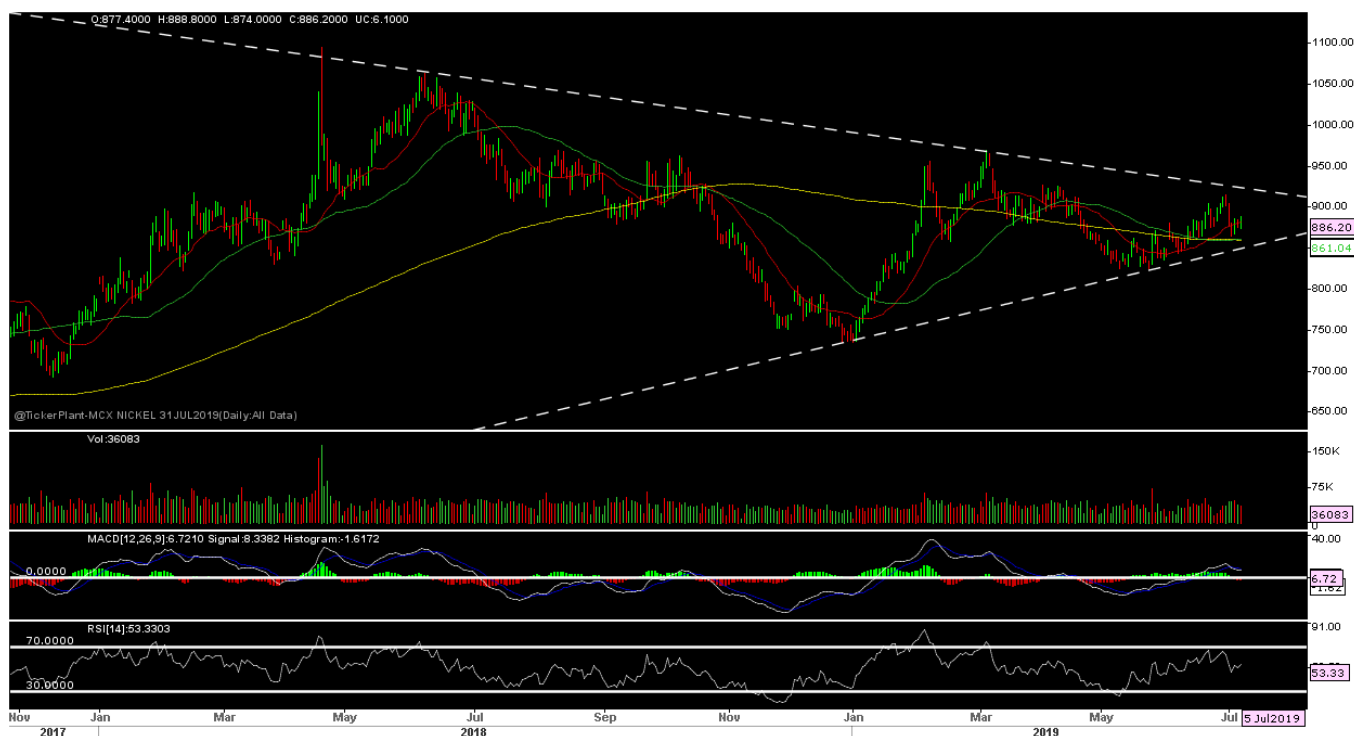 O:877.4000 H:888.8000 L:874.0000 C:886.2000 UC:6.1000
1100.00
1050.00
1000.00
950.00
900.00
886.20
861.04
800.00
750.00
700.00
650.00
@TickerPlant-MCX NICKEL 31JUL2019(Daily:All Data)
Vol:36083
150K
75K
36083
0
MACD[12,26,9]:6.7210 Signal:8.3382 Histogram:-1.6172
40.00
0.0000
6.72
-1.62
RSI[14]:53.3303
91.00
70.0000
53.33
30.0000
Nov Jan Mar May Jul Sep Nov Jan Mar May Jul 5 Jul2019
2017 2018 2019